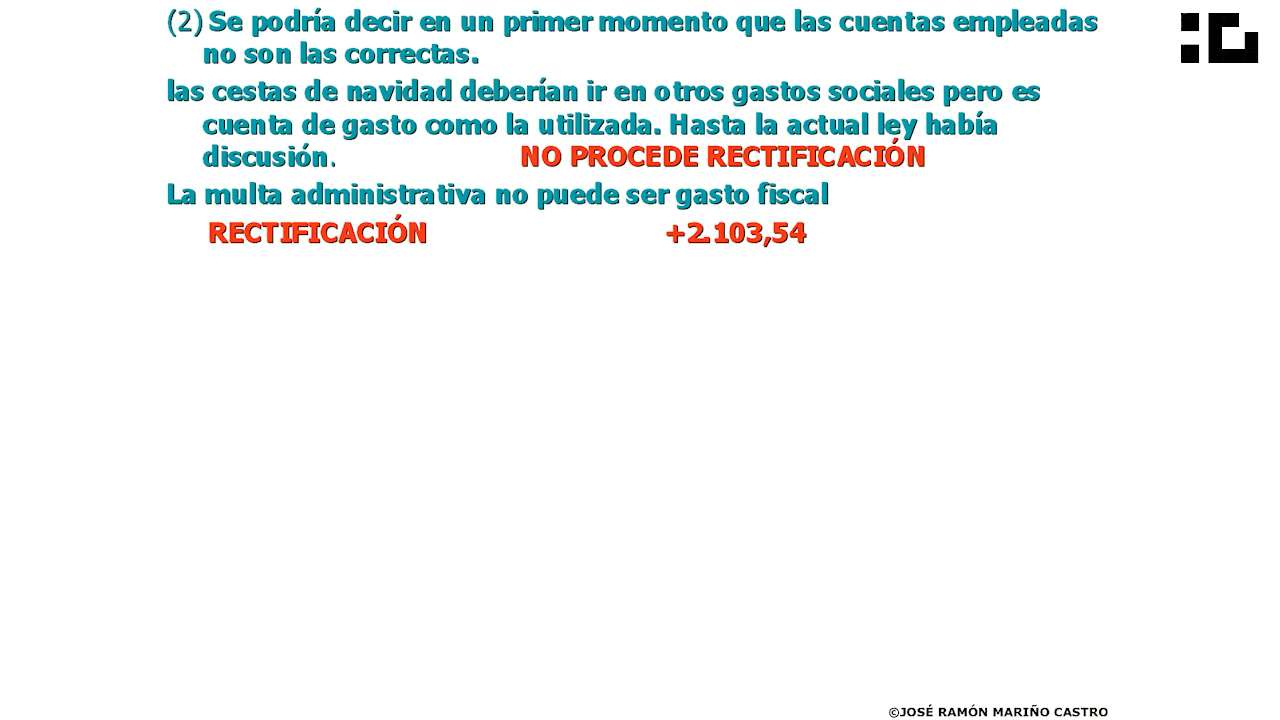 (2) Se podría decir en un primer momento que las cuentas empleadas
no son las correctas.
las cestas de navidad deberían ir en otros gastos sociales pero es
cuenta de gasto como la utilizada. Hasta la actual ley había
discusión. NO PROCEDE RECTIFICACIÓN
La multa administrativa no puede ser gasto fiscal
RECTIFICACIÓN +2.103,54
©JOSÉ RAMÓN MARIÑO CASTRO